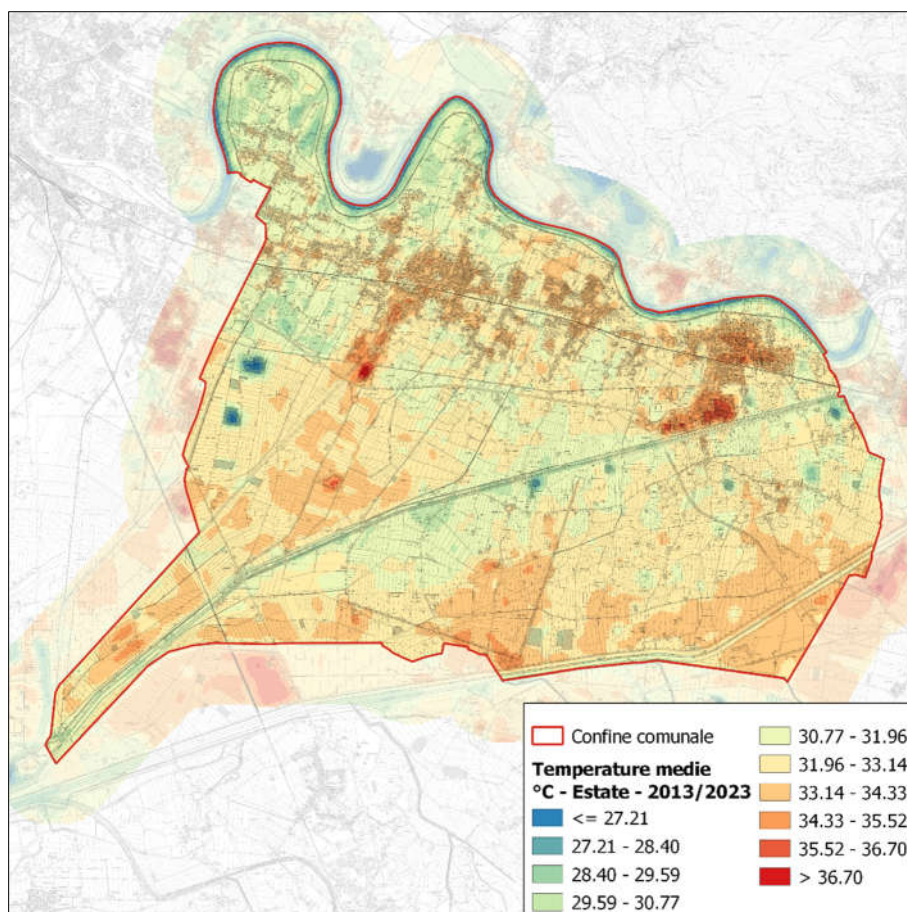 Confine comunale
Temperature medie
°C - Estate - 2013/2023
<= 27.21
27.21 - 28.40
28.40 - 29.59
29.59 - 30.77
30.77 - 31.96
31.96 - 33.14
33.14 - 34.33
34.33 - 35.52
35.52 - 36.70
> 36.70